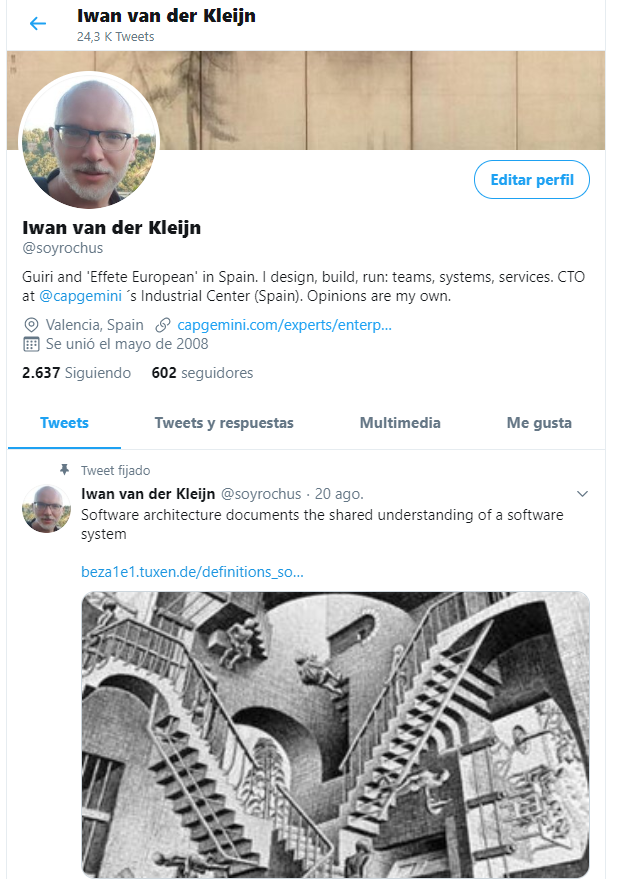 Iwan van der Kleijn
24,3 K Tweets
Editar perfil
Iwan van der Kleijn
@soyrochus
Guiri and 'Effete European' in Spain. I design, build, run: teams, systems, services. CTO
at @capgemini ´s Industrial Center (Spain). Opinions are my own.
Valencia, Spain capgemini.com/experts/enterp...
Se unió el mayo de 2008
2.637 Siguiendo 602 seguidores
Tweets Tweets y respuestas Multimedia Me gusta
Tweet fijado
Iwan van der Kleijn @soyrochus · 20 ago.
Software architecture documents the shared understanding of a software
system
beza1e1.tuxen.de/definitions_so...